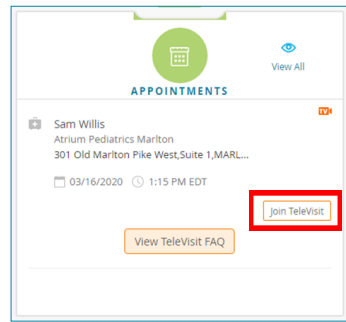 View All
APPOINTMENTS
TV
Sam Willis
Atrium Pediatrics Marlton
301 Old Marlton Pike West,Suite 1,MARL...
03/16/2020 1:15 PM EDT
Join TeleVisit
View TeleVisit FAQ